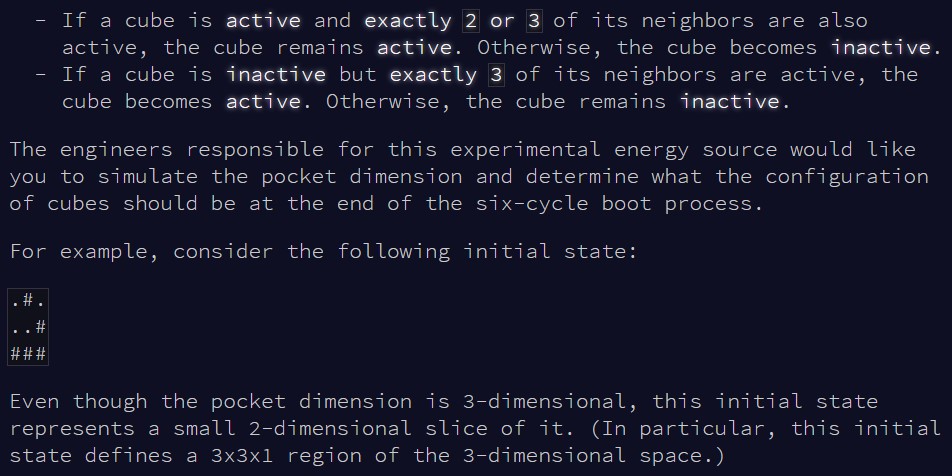 - If a cube is active and exactly 2 or 3 of its neighbors are also
active, the cube remains active. Otherwise, the cube becomes inactive.
- If a cube is inactive but exactly 3 of its neighbors are active, the
cube becomes active. Otherwise, the cube remains inactive.
The engineers responsible for this experimental energy source would like
you to simulate the pocket dimension and determine what the configuration
of cubes should be at the end of the six-cycle boot process.
For example, consider the following initial state:
.#.
..#
###
Even though the pocket dimension is 3-dimensional, this initial state
represents a small 2-dimensional slice of it. (In particular, this initial
state defines a 3x3x1 region of the 3-dimensional space.)